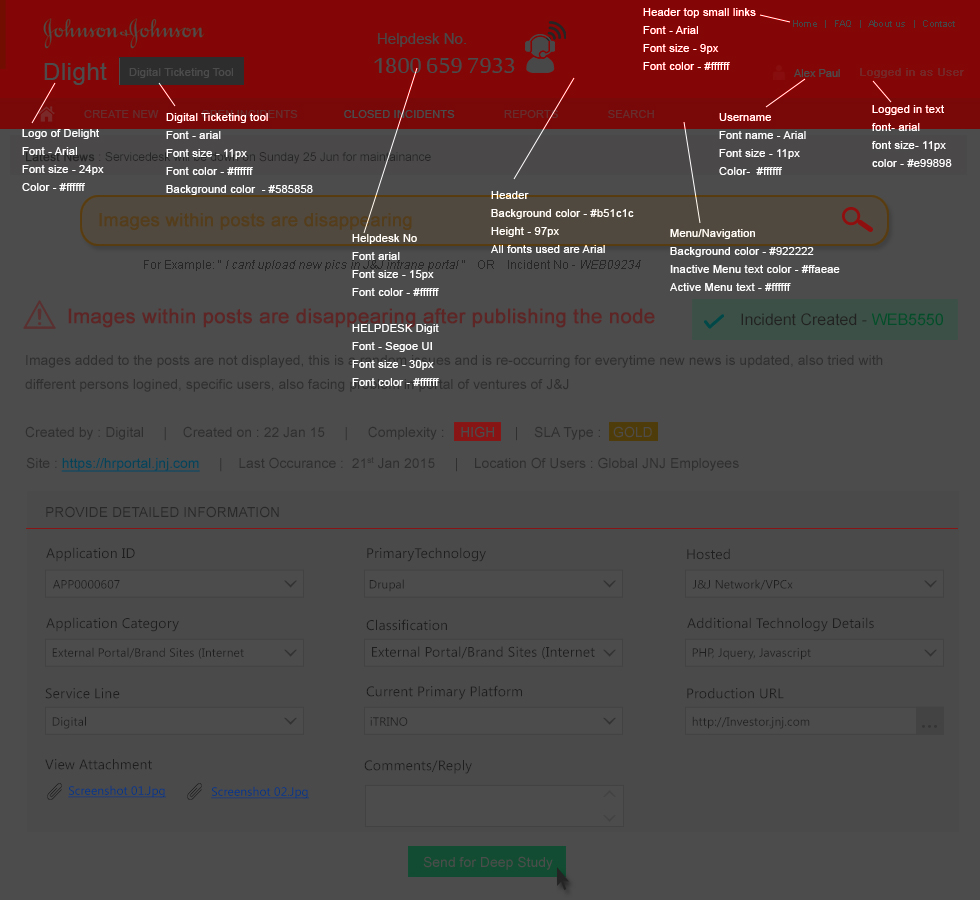 Johnson & Johnson
Dlight
Digital Ticketing Tool
Helpdesk No.
1800 659 7933
Header top small links
Font - Arial
Font size - 9px
Font color - #ffffff
Home | FAQ | About us | Contact
Alex Paul
Logged in as User
CREATE NEW
OPEN INCIDENTS
CLOSED INCIDENTS
REPORTS
SEARCH
Logo of Delight
Font - Arial
Font size - 24px
Color - #ffffff
Digital Ticketing tool
Font - arial
Font size - 11px
Font color - #ffffff
Background color - #585858
Username
Font name - Arial
Font size - 11px
Color- #ffffff
Logged in text
font- arial
font size- 11px
color - #e99898
Latest News : Servicedesk will be down on Sunday 25 Jun for maintainance
Header
Background color - #b51c1c
Height - 97px
All fonts used are Arial
Images within posts are disappearing
Helpdesk No
Font arial
Font size - 15px
Font color - #ffffff
Menu/Navigation
Background color - #922222
Inactive Menu text color - #ffaeae
Active Menu text - #ffffff
For Example: " I cant upload new pics in J&J intrane portal " OR Incident No - WEB09234
Images within posts are disappearing after publishing the node
Incident Created - WEB5550
HELPDESK Digit
Font - Segoe UI
Font size - 30px
Font color - #ffffff
Images added to the posts are not displayed, this is a random issues and is re-occurring for everytime new news is updated, also tried with
different persons logined, specific users, also facing problem in portal of ventures of J&J
Created by : Digital | Created on : 22 Jan 15 | Complexity : HIGH | SLA Type : GOLD
Site : https://hrportal.jnj.com | Last Occurance : 21st Jan 2015 | Location Of Users : Global JNJ Employees
PROVIDE DETAILED INFORMATION
Application ID
APP0000607
PrimaryTechnology
Drupal
Hosted
J&J Network/VPCx
Application Category
External Portal/Brand Sites (Internet
Classification
External Portal/Brand Sites (Internet
Additional Technology Details
PHP, Jquery, Javascript
Service Line
Digital
Current Primary Platform
iTRINO
Production URL
http://Investor.jnj.com
...
View Attachment
Screenshot 01.Jpg
Screenshot 02.Jpg
Comments/Reply
Send for Deep Study